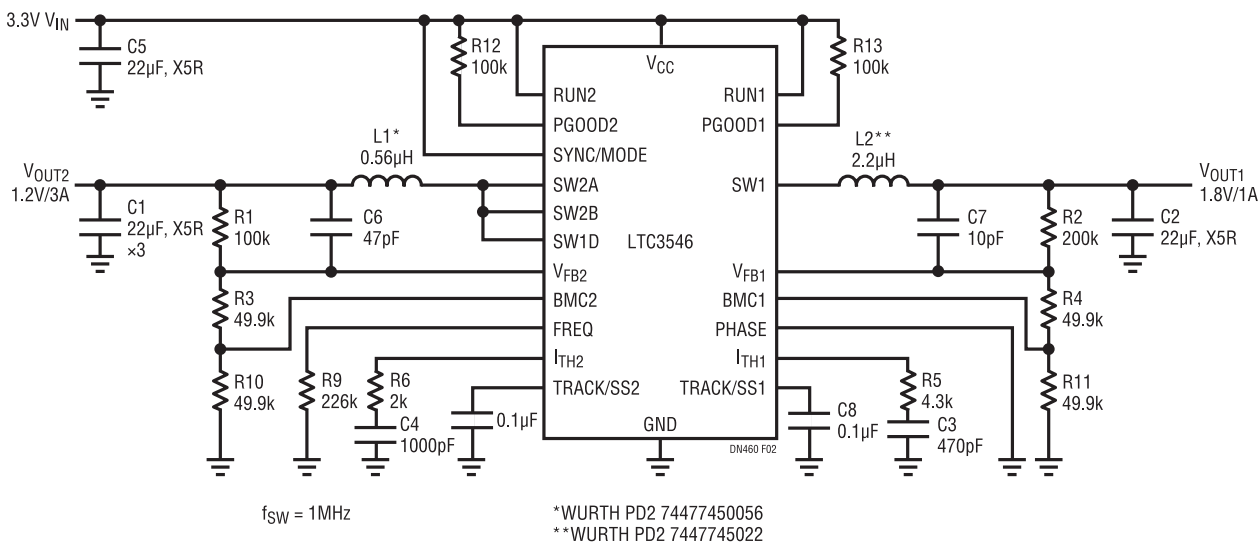 3.3V VIN
C5
22µF, X5R
R12
100k
VCC
R13
100k
RUN2
RUN1
PGOOD2
PGOOD1
L1*
0.56µH
SYNC/MODE
L2**
2.2µH
VOUT2
1.2V/3A
SW2A
SW1
VOUT1
1.8V/1A
C1
22µF, X5R
×3
R1
100k
C6
47pF
SW2B
SW1D
LTC3546
C7
10pF
R2
200k
C2
22µF, X5R
VFB2
VFB1
R3
49.9k
BMC2
BMC1
R4
49.9k
FREQ
PHASE
ITH2
ITH1
R10
49.9k
R9
226k
R6
2k
TRACK/SS2
TRACK/SS1
R5
4.3k
R11
49.9k
C4
1000pF
0.1µF
GND
C8
0.1µF
C3
470pF
DN460 F02
fSW = 1MHz
*WURTH PD2 74477450056
**WURTH PD2 7447745022